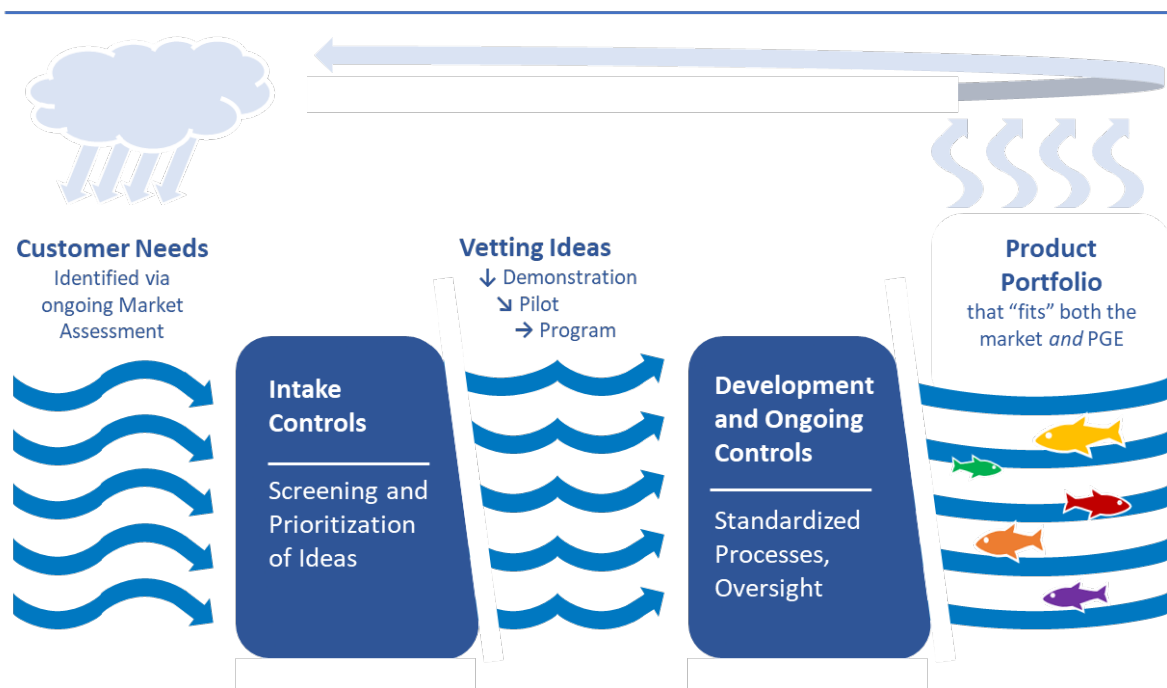 Customer Needs
Identified via
ongoing Market
Assessment
Intake
Controls
Screening and
Prioritization
of Ideas
Vetting Ideas
↓ Demonstration
↘ Pilot
→ Program
Development
and Ongoing
Controls
Standardized
Processes,
Oversight
Product
Portfolio
that “fits” both the
market and PGE